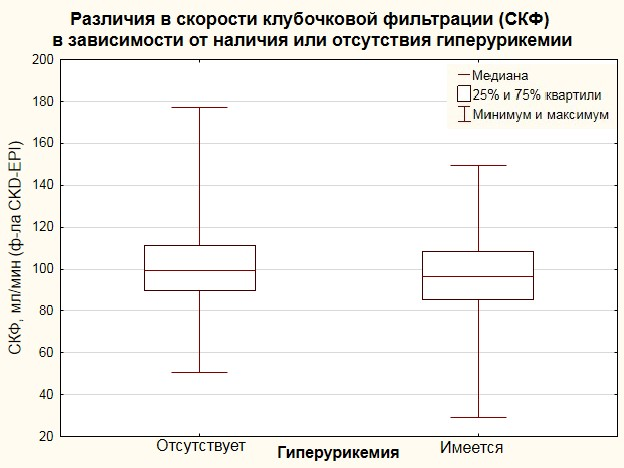 Различия в скорости клубочковой фильтрации (СКФ)
в зависимости от наличия или отсутствия гиперурикемии
200
180
160
140
120
100
80
60
40
20
СКФ, мл/мин (ф-ла CKD-EPI)
Медиана
25% и 75% квартили
Минимум и максимум
Отсутствует
Имеется
Гиперурикемия